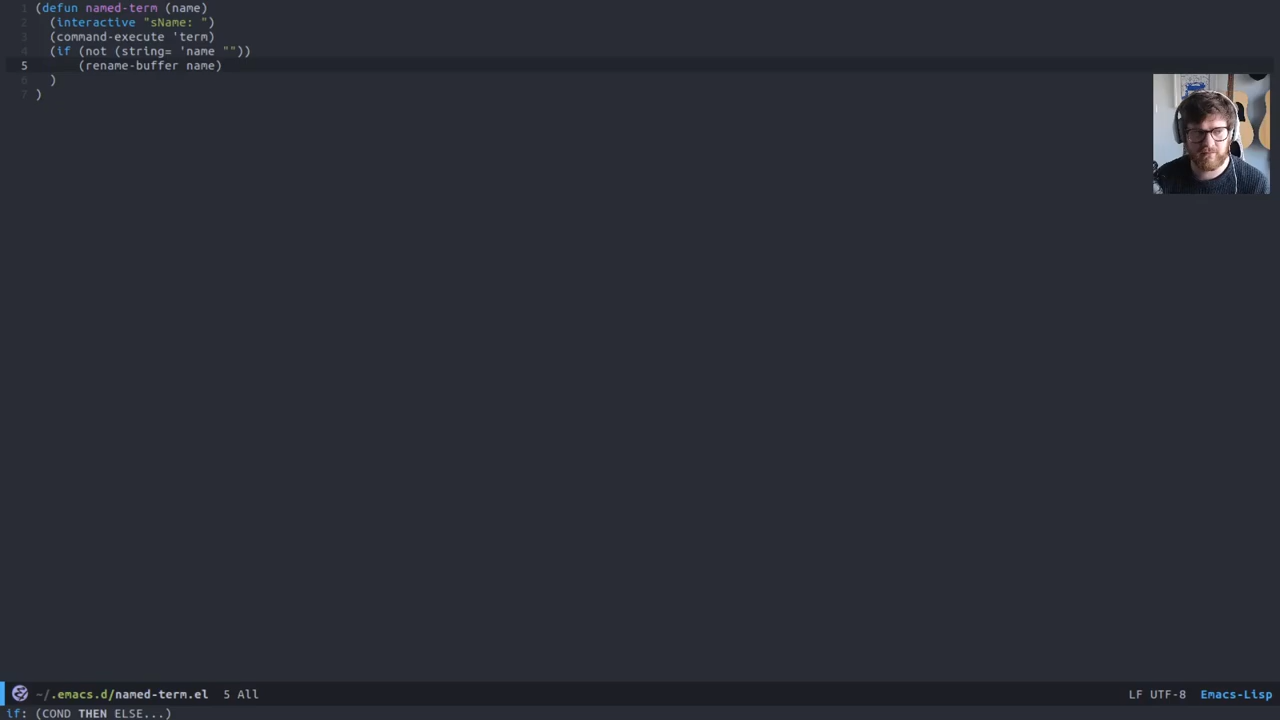 1 (defun named-term (name)
2 (interactive "sName: ")
3 (command-execute 'term)
4 (if (not (string= 'name ""))
5 (rename-buffer name)
6 )
7 )
~/.emacs.d/named-term.el 5 All LF UTF-8 Emacs-Lisp
if: (COND THEN ELSE...)